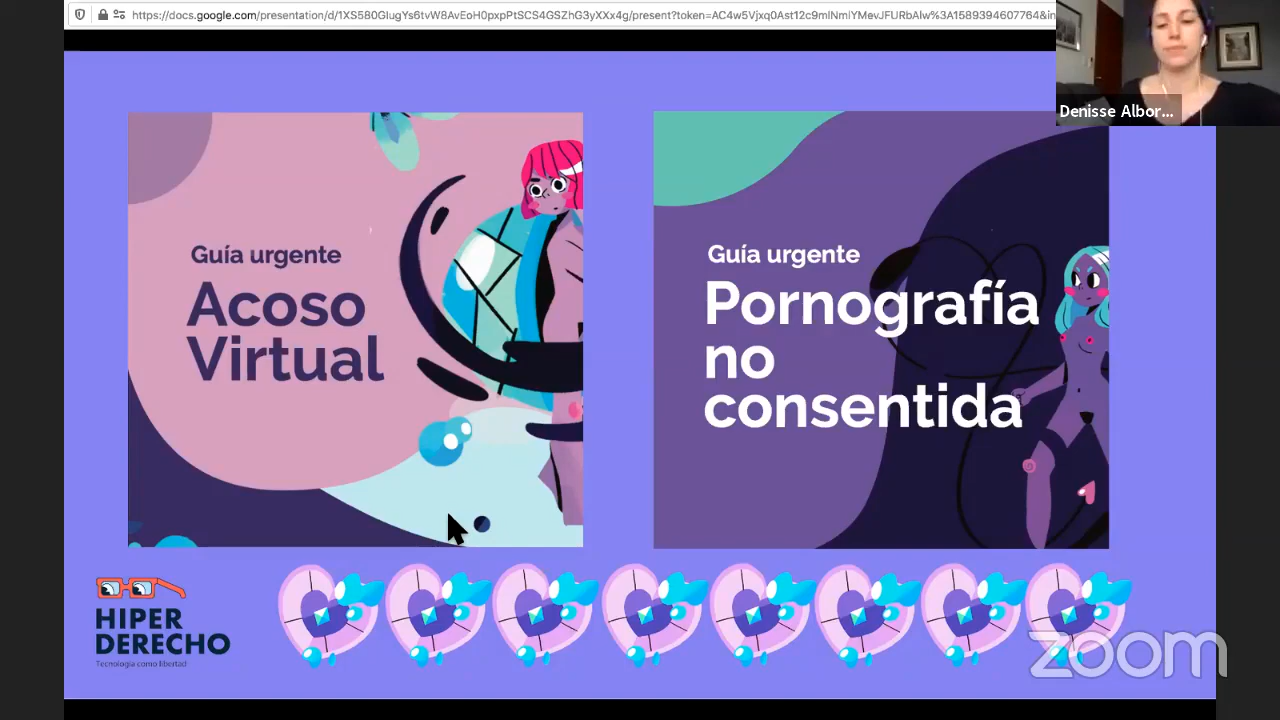 https://docs.google.com/presentation/d/1XS580GlugYs6tvW8AvEoH0pxpPtSCS4GSZhG3yXXx4g/present?token=AC4w5Vjxq0Ast12c9mlNmlYMevJFURbAlw%3A1589394607764&in
Denisse Albor...
Guía urgente
Acoso
Virtual
Guía urgente
Pornografía
no
consentida
HIPER
DERECHO
Tecnología como libertad
zoom